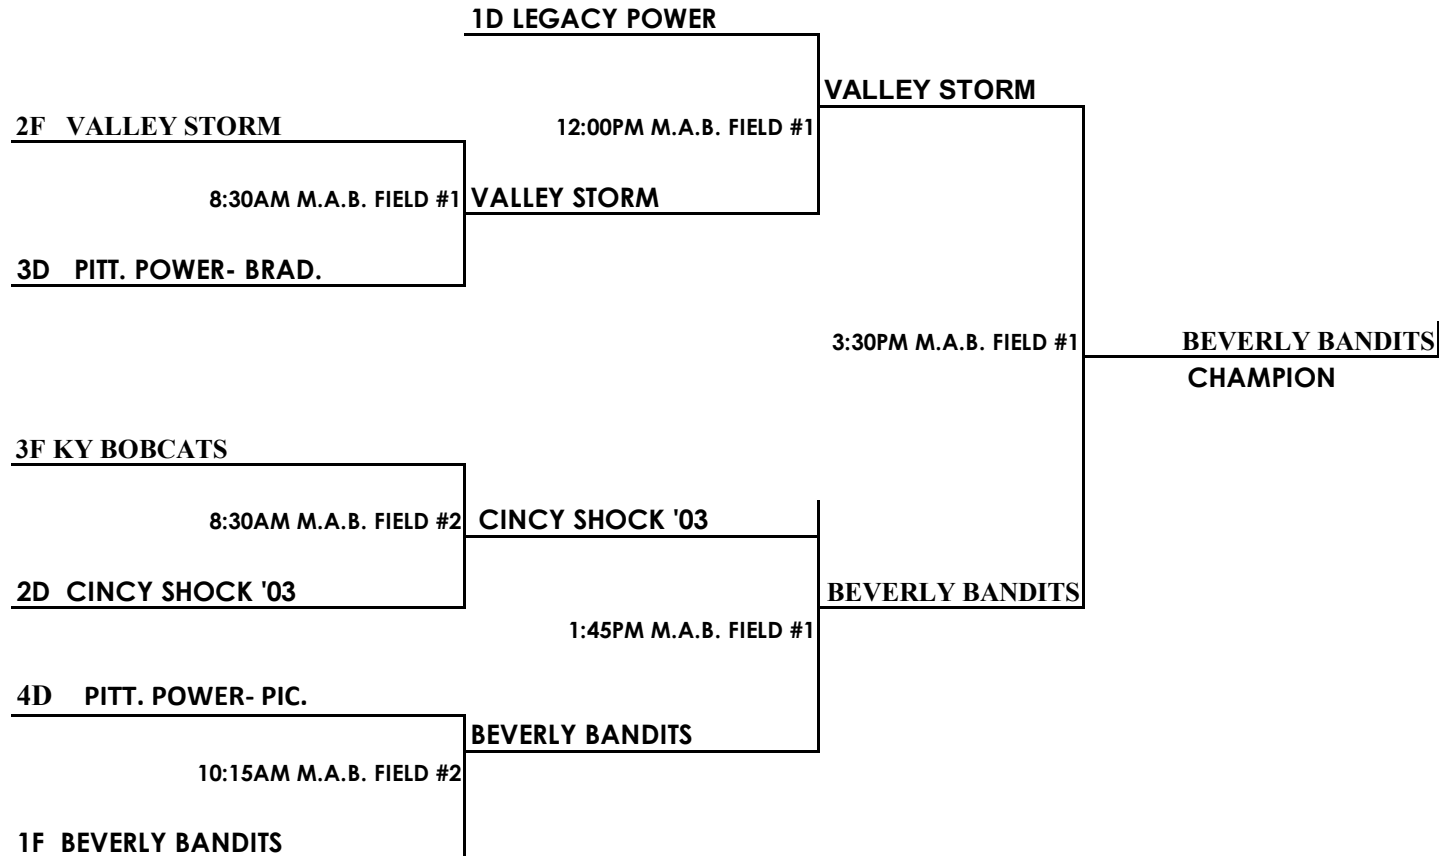 1D LEGACY POWER
VALLEY STORM
2F VALLEY STORM
12:00PM M.A.B. FIELD #1
8:30AM M.A.B. FIELD #1
VALLEY STORM
3D PITT. POWER- BRAD.
3:30PM M.A.B. FIELD #1
BEVERLY BANDITS
CHAMPION
3F KY BOBCATS
8:30AM M.A.B. FIELD #2
CINCY SHOCK '03
2D CINCY SHOCK '03
BEVERLY BANDITS
1:45PM M.A.B. FIELD #1
4D PITT. POWER- PIC.
BEVERLY BANDITS
10:15AM M.A.B. FIELD #2
1F BEVERLY BANDITS